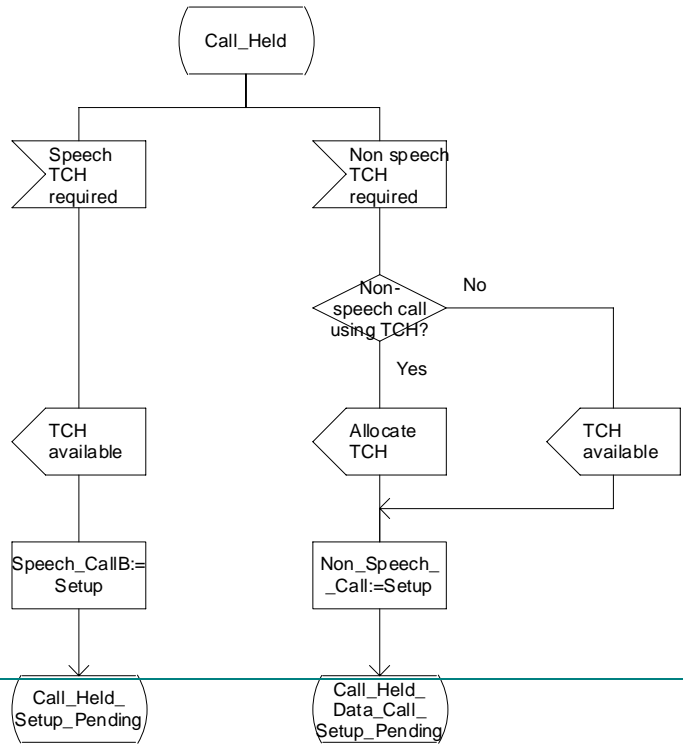 Call_Held
Speech
TCH
required
Non speech
TCH
required
Non-
speech call
using TCH?
No
Yes
TCH
available
Allocate
TCH
TCH
available
Speech_CallB:=
Setup
Non_Speech_
_Call:=Setup
Call_Held_
Setup_Pending
Call_Held_
Data_Call_
Setup_Pending